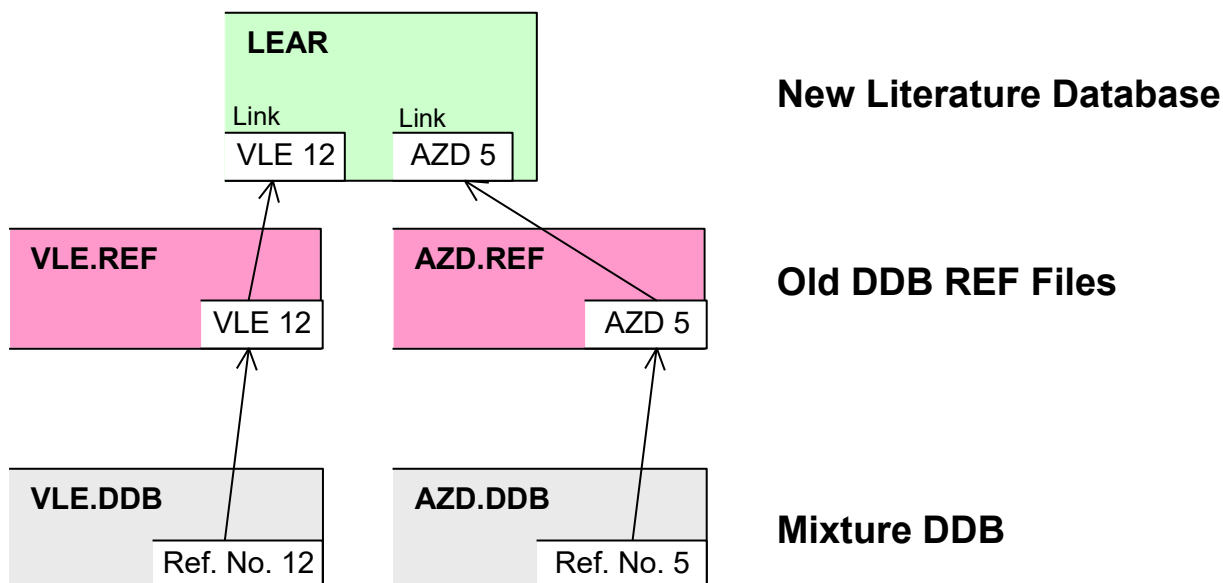 LEAR
New Literature Database
Link
Link
VLE 12
AZD 5
VLE.REF
AZD.REF
Old DDB REF Files
VLE 12
AZD 5
VLE.DDB
AZD.DDB
Mixture DDB
Ref. No. 12
Ref. No. 5